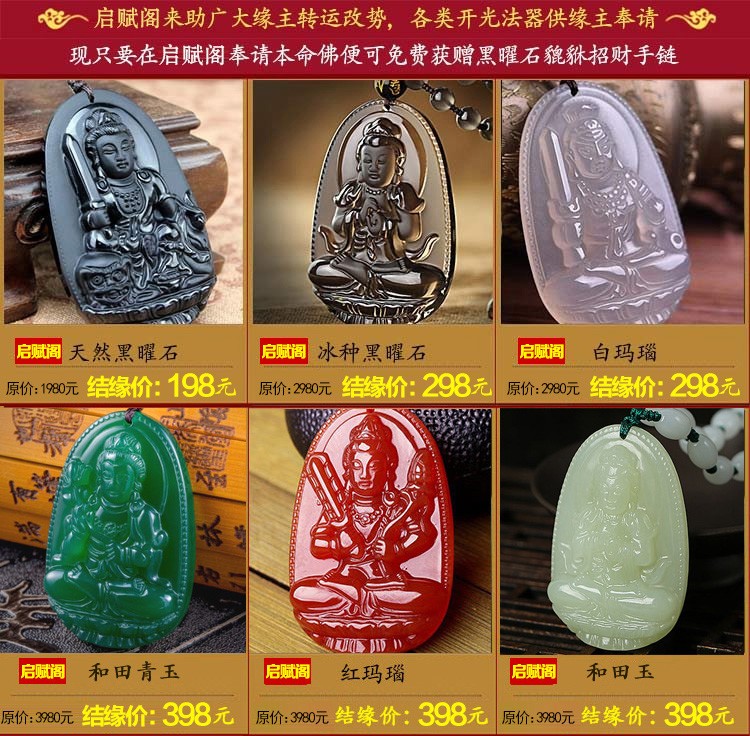 启赋阁来助广大缘主转运改势，各类开光法器供缘主奉请
现只要在启赋阁奉请本命佛便可免费获赠黑曜石貔貅招财手链
启赋阁 天然黑曜石
原价:1980元 结缘价:198元
启赋阁 冰种黑曜石
原价:2980元 结缘价:298元
启赋阁 白玛瑙
原价:2980元 结缘价:298元
启赋阁 和田青玉
原价:3980元 结缘价:398元
启赋阁 红玛瑙
原价:3980元 结缘价:398元
启赋阁 和田玉
原价:3980元 结缘价:398元